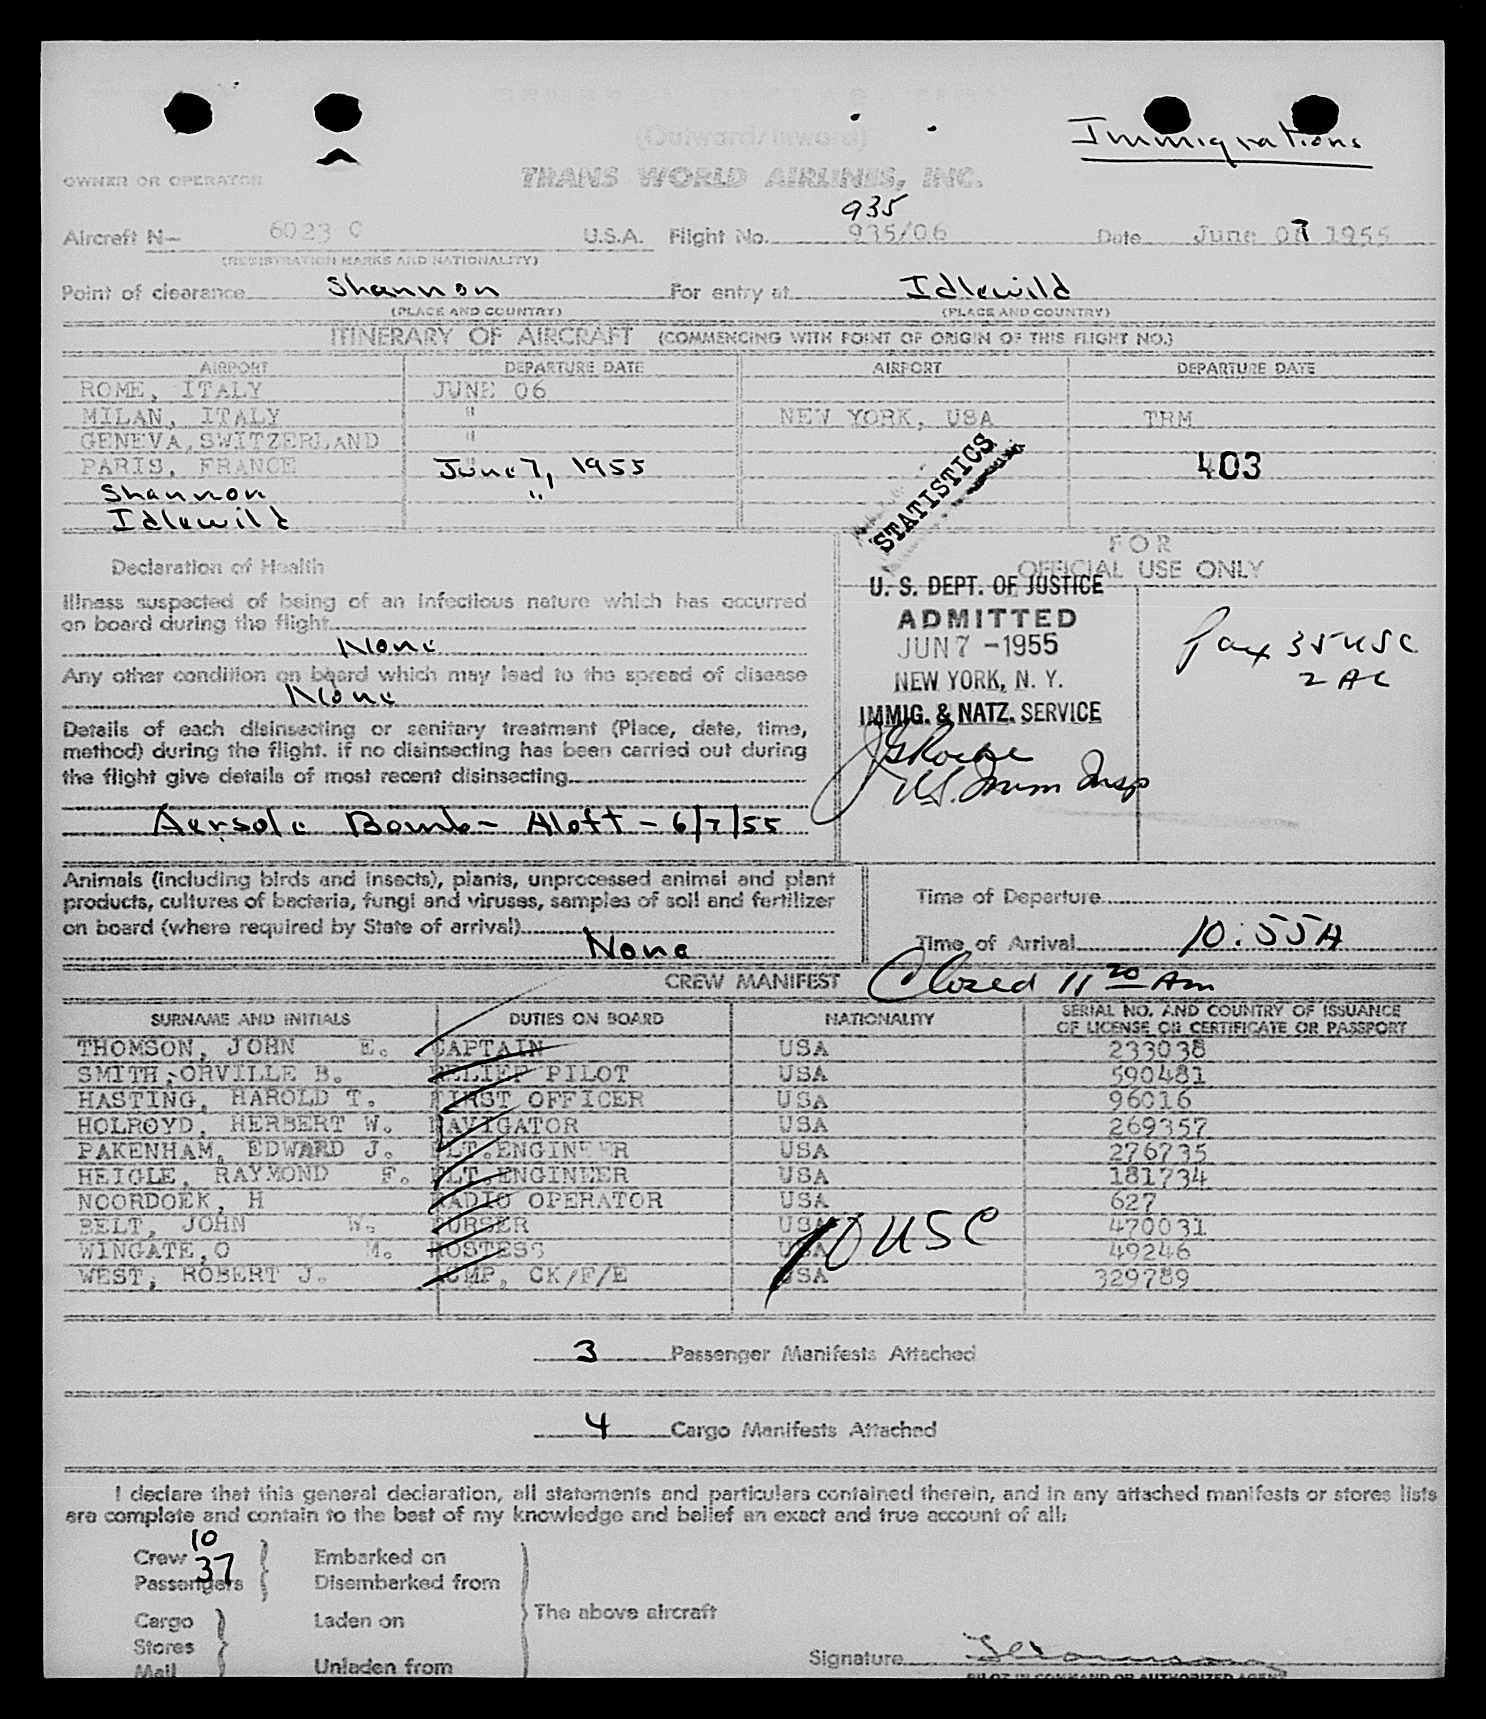 Immigrations
(Outward/Inward)
OWNER OR OPERATOR TRANS WORLD AIRLINES, INC.
935
Aircraft N- 6023 C U.S.A. Flight No. 935/06 Date June 07 1955
(REGISTRATION MARKS AND NATIONALITY)
Point of clearance Shannon For entry at Idlewild
(PLACE AND COUNTRY) (PLACE AND COUNTRY)
ITINERARY OF AIRCRAFT (COMMENCING WITH POINT OF ORIGIN OF THIS FLIGHT NO.)
AIRPORT DEPARTURE DATE AIRPORT DEPARTURE DATE
ROME, ITALY JUNE 06
MILAN, ITALY " NEW YORK, USA TRM
GENEVA, SWITZERLAND "
PARIS, FRANCE June 7, 1955 403
Shannon "
Idlewild
STATISTICS
FOR
OFFICIAL USE ONLY
Declaration of Health
Illness suspected of being of an infectious nature which has occurred
on board during the flight
None
Any other condition on board which may lead to the spread of disease
None
Details of each disinsecting or sanitary treatment (Place, date, time,
method) during the flight. if no disinsecting has been carried out during
the flight give details of most recent disinsecting
Aersole Bomb - Aloft - 6/7/55
U. S. DEPT. OF JUSTICE
ADMITTED
JUN 7 - 1955
NEW YORK, N. Y.
IMMIG. & NATZ. SERVICE
U.S. Imm Insp
Pax 35 USC
2 AC
Animals (including birds and insects), plants, unprocessed animal and plant
products, cultures of bacteria, fungi and viruses, samples of soil and fertilizer
on board (where required by State of arrival)
None
Time of Departure
Time of Arrival 10:55A
CREW MANIFEST Closed 11 20 Am
SURNAME AND INITIALS DUTIES ON BOARD NATIONALITY SERIAL NO. AND COUNTRY OF ISSUANCE
OF LICENSE OR CERTIFICATE OR PASSPORT
THOMSON, JOHN E. CAPTAIN USA 233038
SMITH, ORVILLE B. RELIEF PILOT USA 590481
HASTING, HAROLD T. FIRST OFFICER USA 96016
HOLROYD, HERBERT W. NAVIGATOR USA 269357
PAKENHAM, EDWARD J. FLT.ENGINEER USA 276735
HEIGLE, RAYMOND F. FLT.ENGINEER USA 181734
NOORDOEK, H RADIO OPERATOR USA 627
BELT, JOHN W. PURSER USA 470031
WINGATE,O M. HOSTESS USA 49246
WEST, ROBERT J. ACMP, CK/F/E USA 329789
10 USC
3 Passenger Manifests Attached
4 Cargo Manifests Attached
I declare that this general declaration, all statements and particulars contained therein, and in any attached manifests or stores lists
are complete and contain to the best of my knowledge and belief an exact and true account of all:
Crew 10 Embarked on
Passengers 37 Disembarked from
Cargo Laden on The above aircraft
Stores
Mail Unladen from
Signature
PILOT IN COMMAND OR AUTHORIZED AGENT